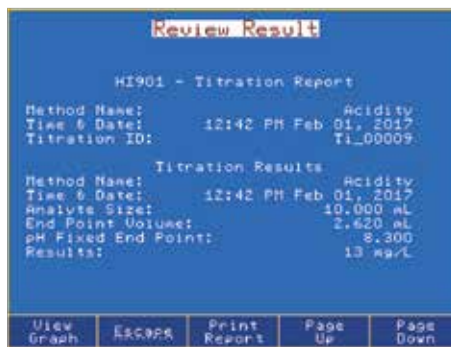 Review Result
HI901 - Titration Report
Method Name: Acidity
Time & Date: 12:42 PM Feb 01, 2017
Titration ID: Ti_00009
Titration Results
Method Name: Acidity
Time & Date: 12:42 PM Feb 01, 2017
Analyte Size: 10.000 mL
End Point Volume: 2.620 mL
pH Fixed End Point: 8.300
Results: 13 mg/L
View Graph Escape Print Report Page Up Page Down